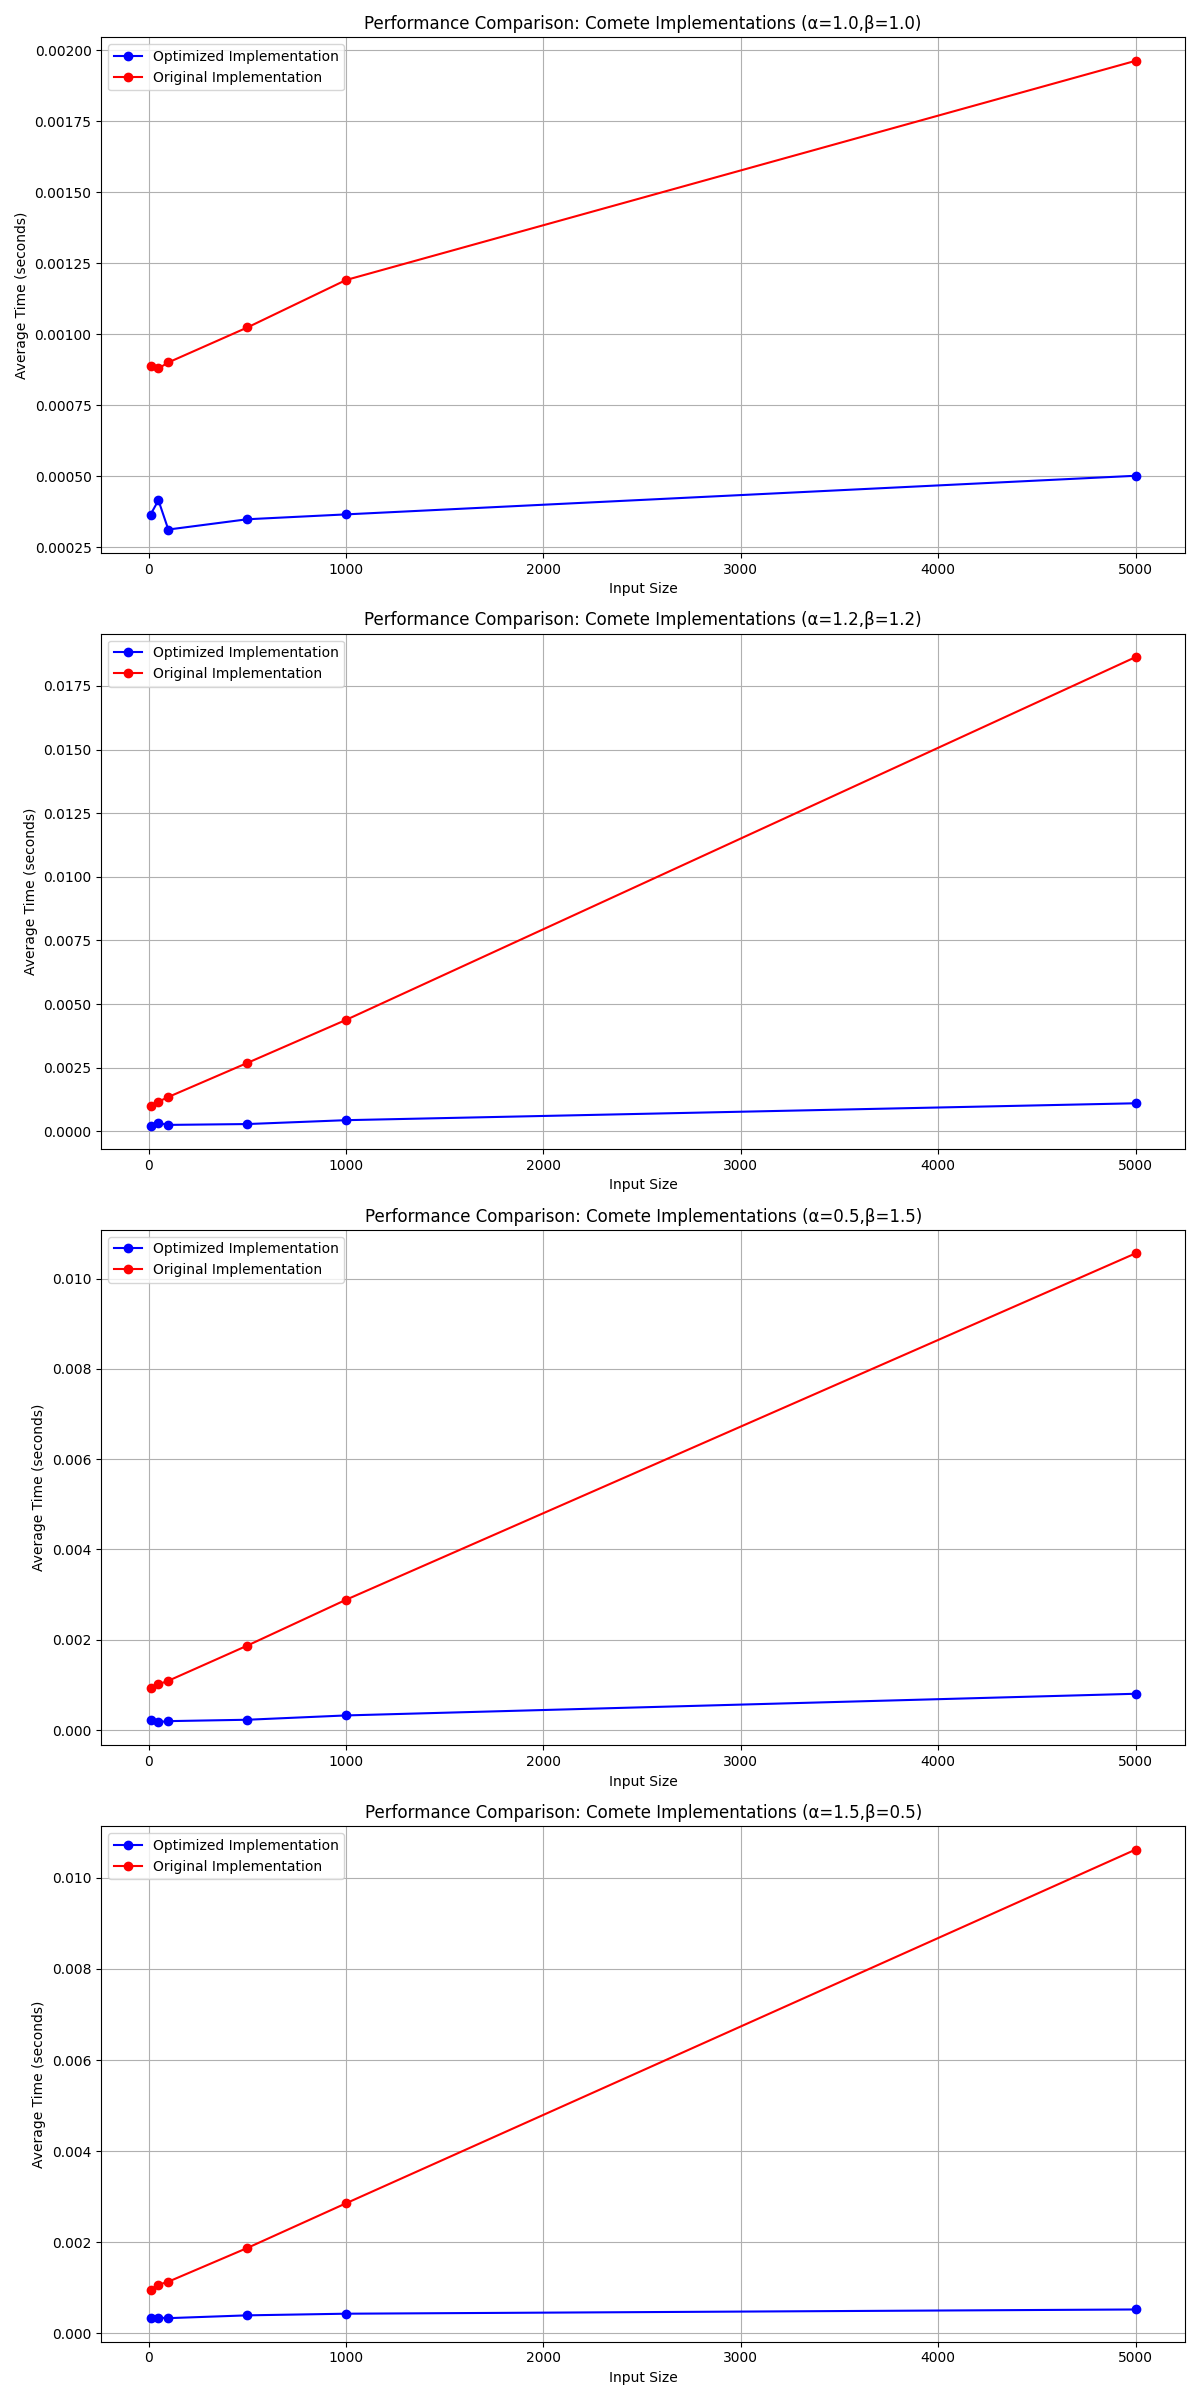 Performance Comparison: Comete Implementations (α=1.0,β=1.0)
Optimized Implementation
Original Implementation
0.00200
0.00175
0.00150
0.00125
0.00100
0.00075
0.00050
0.00025
Average Time (seconds)
0 1000 2000 3000 4000 5000
Input Size
Performance Comparison: Comete Implementations (α=1.2,β=1.2)
Optimized Implementation
Original Implementation
0.0175
0.0150
0.0125
0.0100
0.0075
0.0050
0.0025
0.0000
Average Time (seconds)
0 1000 2000 3000 4000 5000
Input Size
Performance Comparison: Comete Implementations (α=0.5,β=1.5)
Optimized Implementation
Original Implementation
0.010
0.008
0.006
0.004
0.002
0.000
Average Time (seconds)
0 1000 2000 3000 4000 5000
Input Size
Performance Comparison: Comete Implementations (α=1.5,β=0.5)
Optimized Implementation
Original Implementation
0.010
0.008
0.006
0.004
0.002
0.000
Average Time (seconds)
0 1000 2000 3000 4000 5000
Input Size